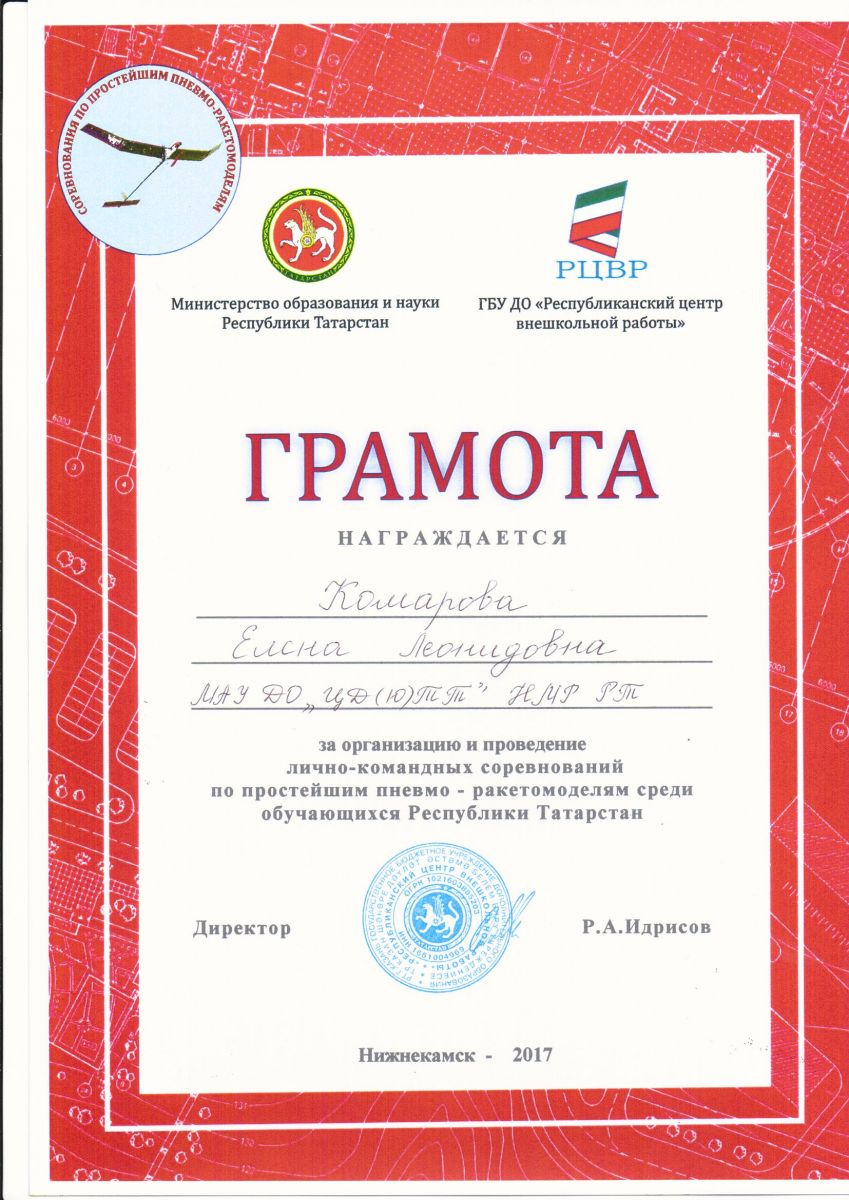 СОРЕВНОВАНИЯ ПО ПРОСТЕЙШИМ ПНЕВМО-РАКЕТОМОДЕЛЯМ
ТАТАРСТАН
РЦВР
Министерство образования и науки
Республики Татарстан
ГБУ ДО «Республиканский центр
внешкольной работы»
ГРАМОТА
НАГРАЖДАЕТСЯ
Комарова
Елена Леонидовна
МАУ ДО „ЦД(Ю)ТТ" НМР РТ
за организацию и проведение
лично-командных соревнований
по простейшим пневмо - ракетомоделям среди
обучающихся Республики Татарстан
Директор
Р.А.Идрисов
Нижнекамск - 2017